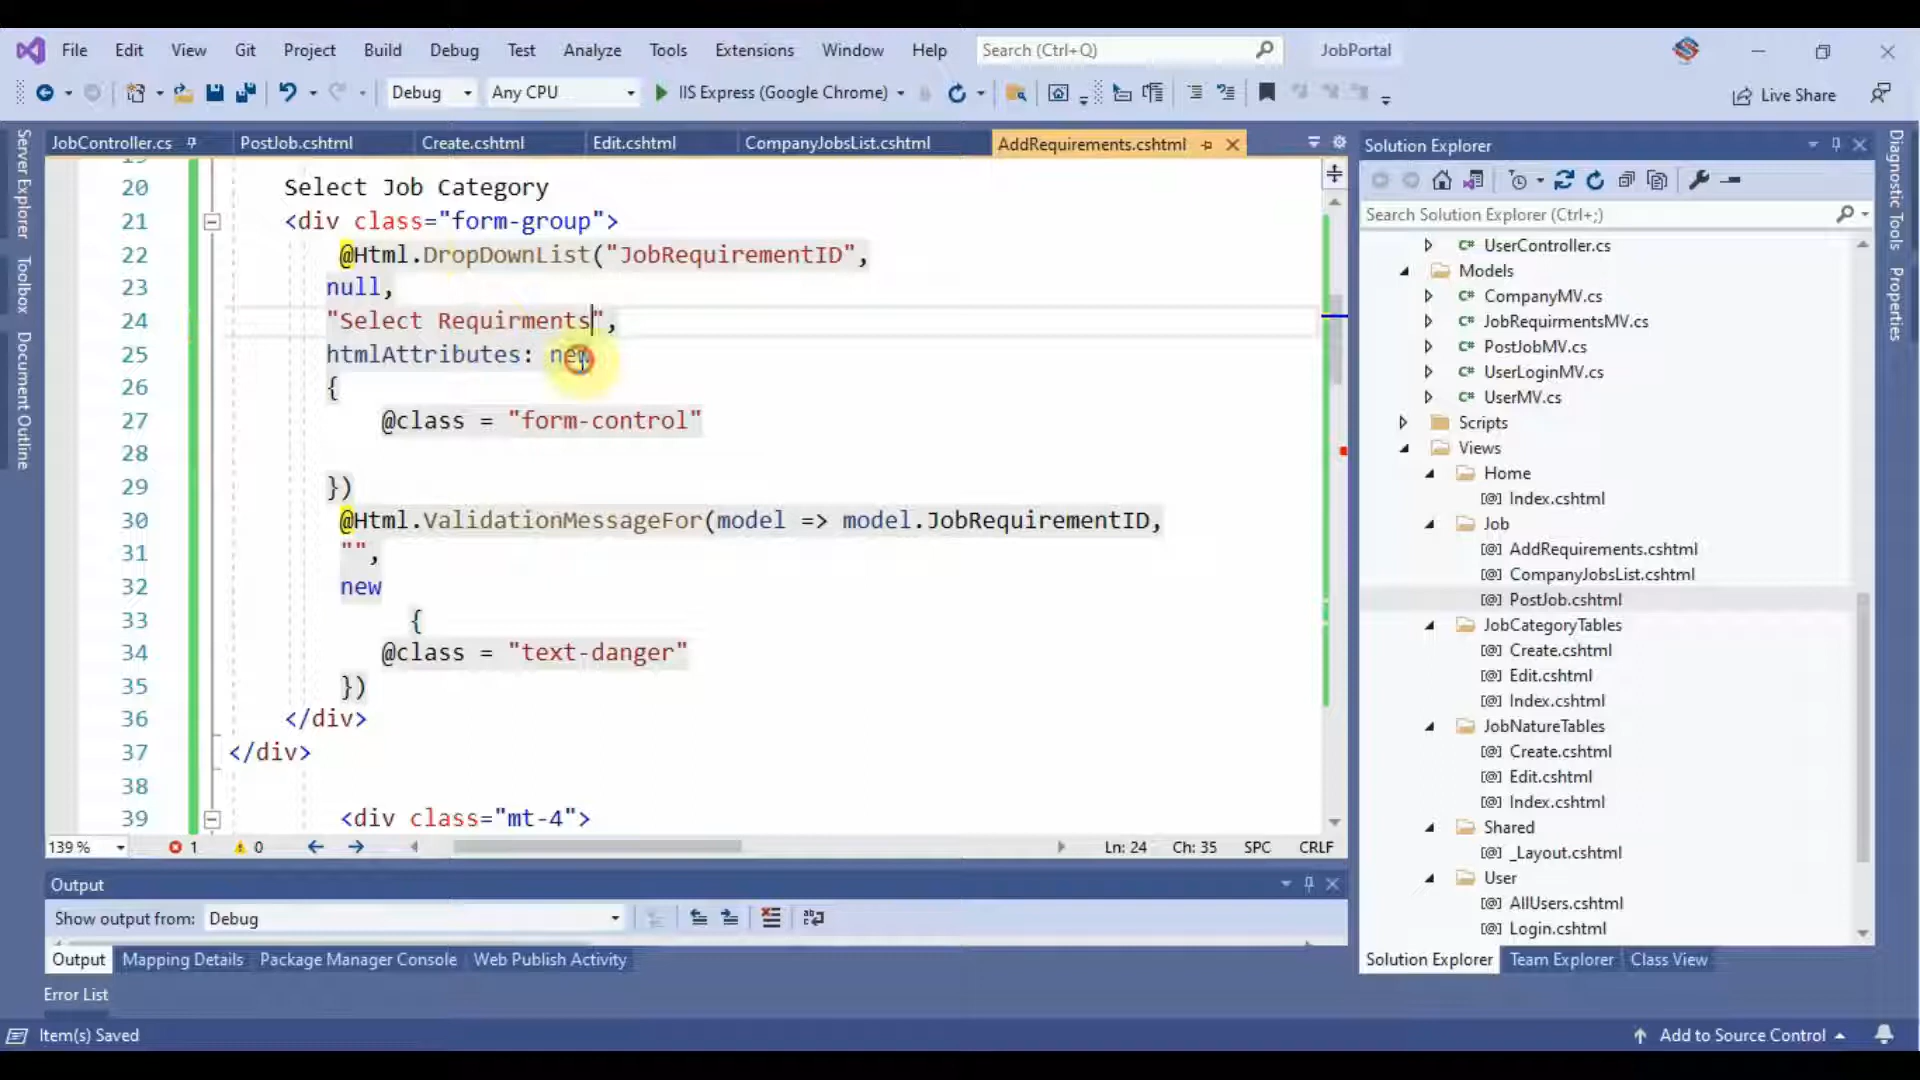 File Edit View Git Project Build Debug Test Analyze Tools Extensions Window Help Search (Ctrl+Q) JobPortal
Debug Any CPU IIS Express (Google Chrome) Live Share
Server Explorer
Toolbox
Document Outline
JobController.cs PostJob.cshtml Create.cshtml Edit.cshtml CompanyJobsList.cshtml AddRequirements.cshtml
20 Select Job Category
21 <div class="form-group">
22 @Html.DropDownList("JobRequirementID",
23 null,
24 "Select Requirments",
25 htmlAttributes: new
26 {
27 @class = "form-control"
28
29 })
30 @Html.ValidationMessageFor(model => model.JobRequirementID,
31 "",
32 new
33 {
34 @class = "text-danger"
35 })
36 </div>
37 </div>
38
39 <div class="mt-4">
139 % 1 0 Ln: 24 Ch: 35 SPC CRLF
Output
Show output from: Debug
Output Mapping Details Package Manager Console Web Publish Activity
Error List
Item(s) Saved Add to Source Control
Solution Explorer
Search Solution Explorer (Ctrl+;)
C# UserController.cs
Models
C# CompanyMV.cs
C# JobRequirmentsMV.cs
C# PostJobMV.cs
C# UserLoginMV.cs
C# UserMV.cs
Scripts
Views
Home
[@] Index.cshtml
Job
[@] AddRequirements.cshtml
[@] CompanyJobsList.cshtml
[@] PostJob.cshtml
JobCategoryTables
[@] Create.cshtml
[@] Edit.cshtml
[@] Index.cshtml
JobNatureTables
[@] Create.cshtml
[@] Edit.cshtml
[@] Index.cshtml
Shared
[@] _Layout.cshtml
User
[@] AllUsers.cshtml
[@] Login.cshtml
Solution Explorer Team Explorer Class View
Diagnostic Tools
Properties